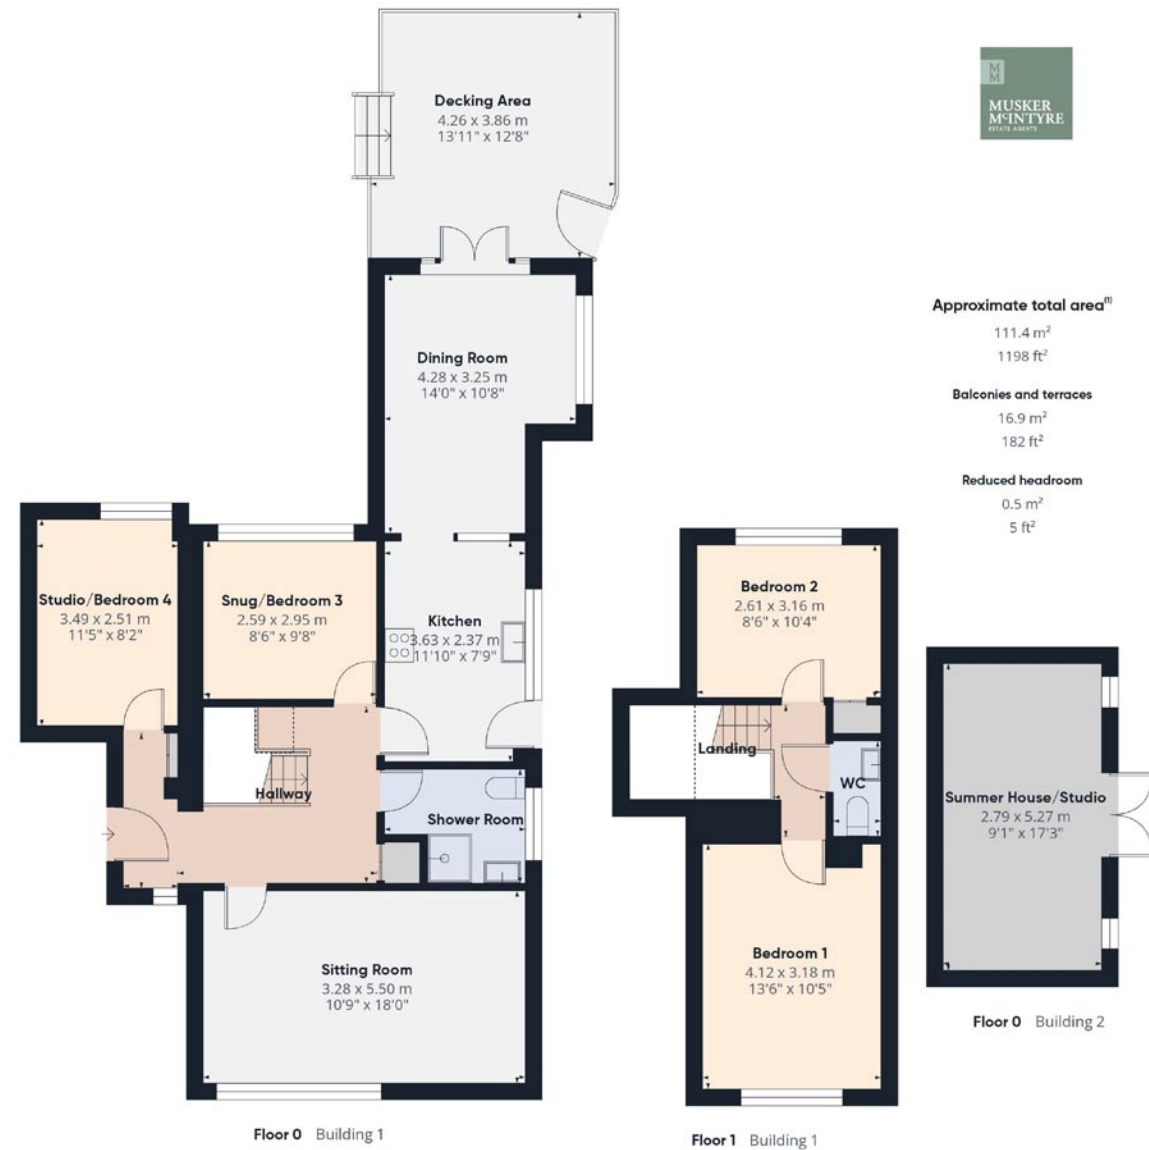 Decking Area
4.26 x 3.86 m
13'11" x 12'8"
M
M
MUSKER
McINTYRE
ESTATE AGENTS
Approximate total area(1)
111.4 m²
1198 ft²
Balconies and terraces
16.9 m²
182 ft²
Reduced headroom
0.5 m²
5 ft²
Dining Room
4.28 x 3.25 m
14'0" x 10'8"
Studio/Bedroom 4
3.49 x 2.51 m
11'5" x 8'2"
Snug/Bedroom 3
2.59 x 2.95 m
8'6" x 9'8"
Kitchen
3.63 x 2.37 m
11'10" x 7'9"
Hallway
Shower Room
Sitting Room
3.28 x 5.50 m
10'9" x 18'0"
Floor 0 Building 1
Bedroom 2
2.61 x 3.16 m
8'6" x 10'4"
Landing
WC
Bedroom 1
4.12 x 3.18 m
13'6" x 10'5"
Floor 1 Building 1
Summer House/Studio
2.79 x 5.27 m
9'1" x 17'3"
Floor 0 Building 2